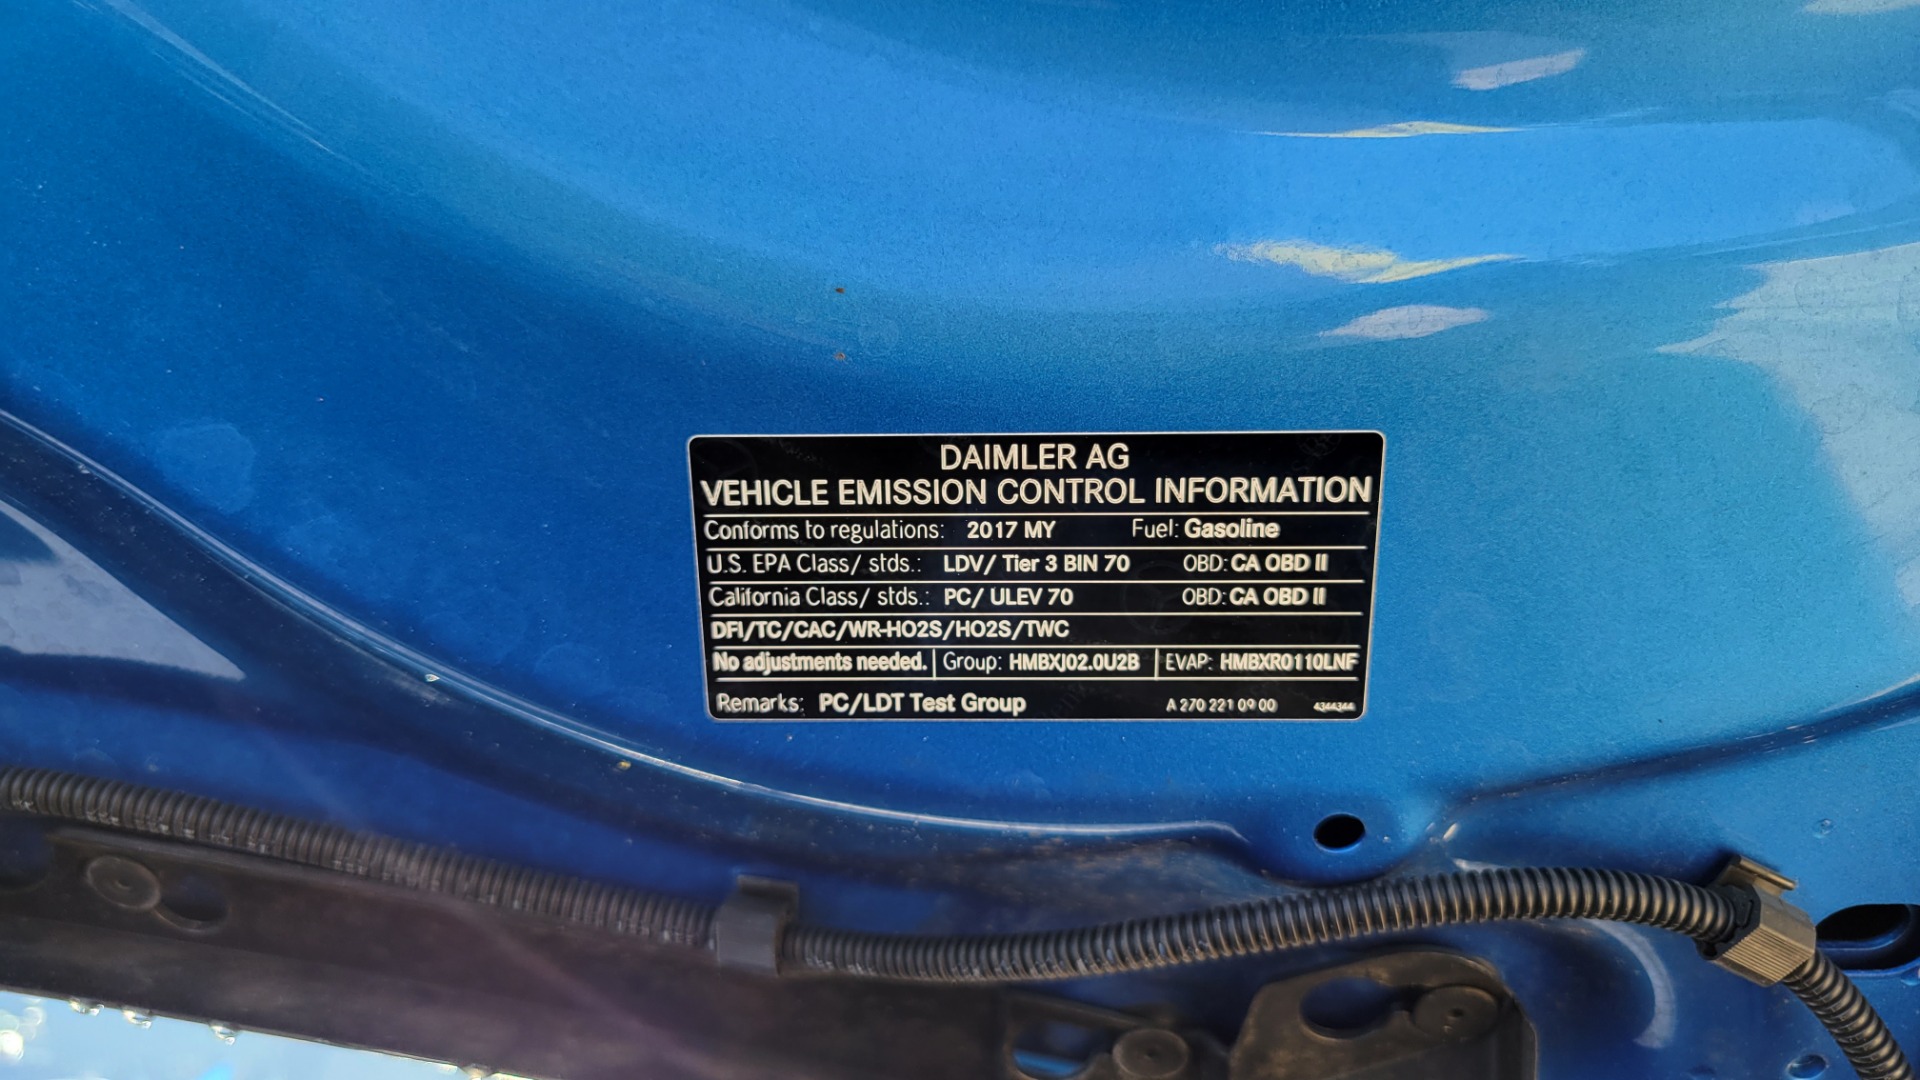 DAIMLER AG
VEHICLE EMISSION CONTROL INFORMATION
Conforms to regulations: 2017 MY Fuel: Gasoline
U.S. EPA Class/ stds.: LDV/ Tier 3 BIN 70 OBD: CA OBD II
California Class/ stds.: PC/ ULEV 70 OBD: CA OBD II
DFI/TC/CAC/WR-HO2S/HO2S/TWC
No adjustments needed. Group: HMBXJ02.0U2B EVAP: HMBXR0110LNF
Remarks: PC/LDT Test Group A 270 221 09 00